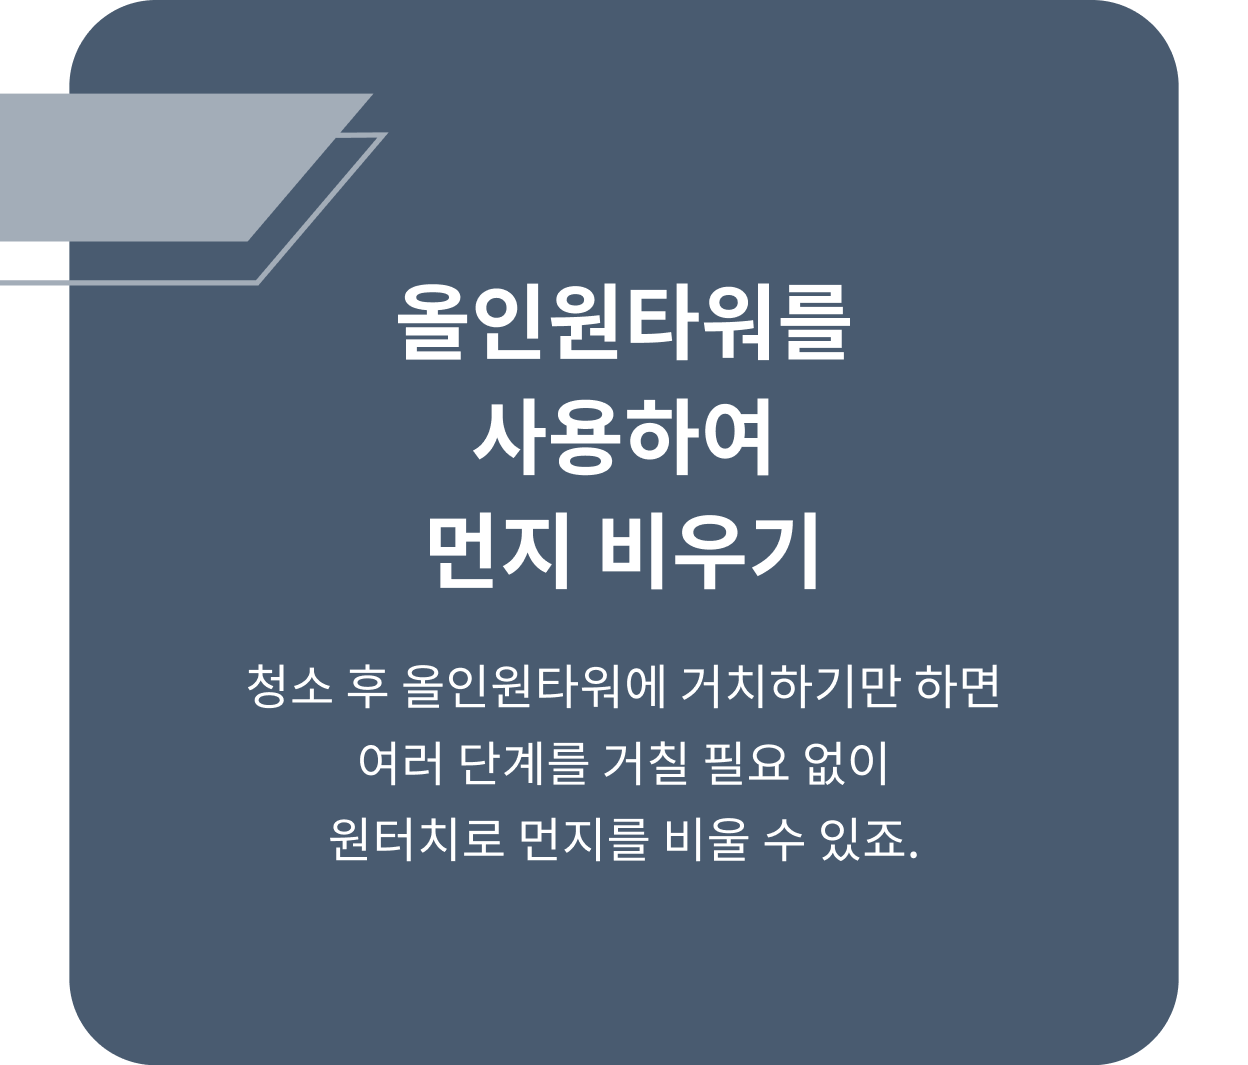 올인원타워를
사용하여
먼지 비우기
청소 후 올인원타워에 거치하기만 하면
여러 단계를 거칠 필요 없이
원터치로 먼지를 비울 수 있죠.